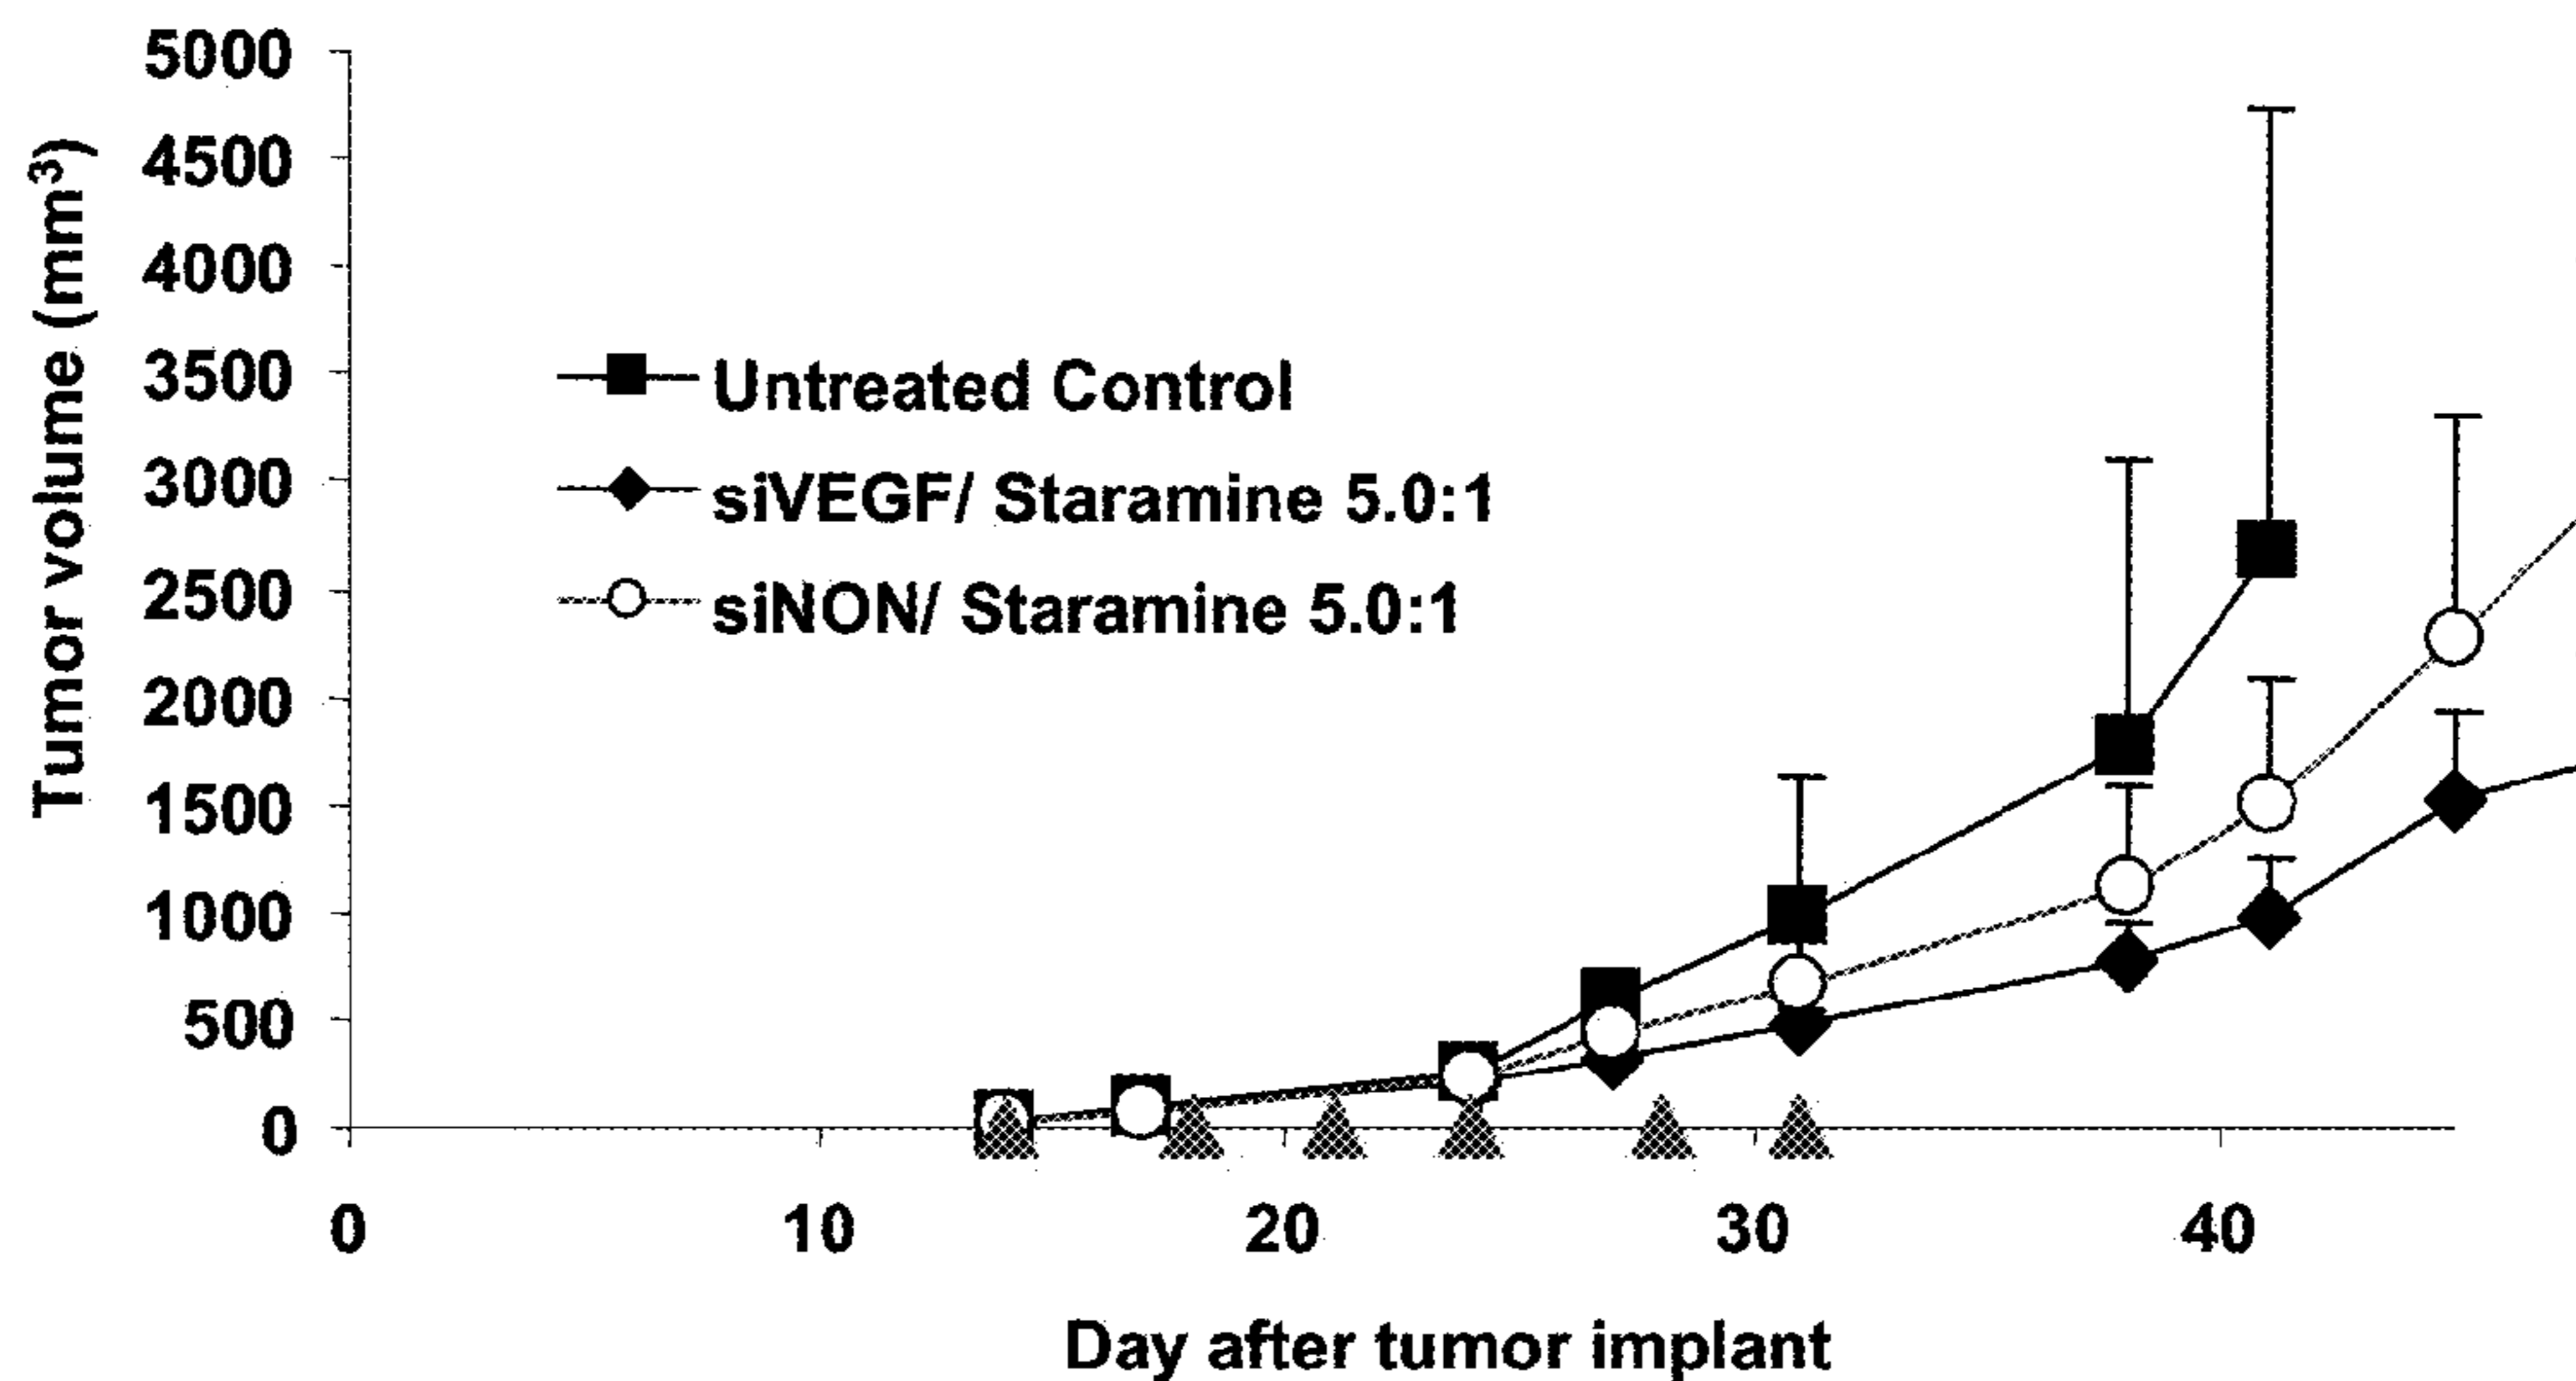 5000
4500
4000
3500
3000
2500
2000
1500
1000
500
0
Tumor volume (mm³)
Untreated Control
siVEGF/ Staramine 5.0:1
siNON/ Staramine 5.0:1
0 10 20 30 40
Day after tumor implant